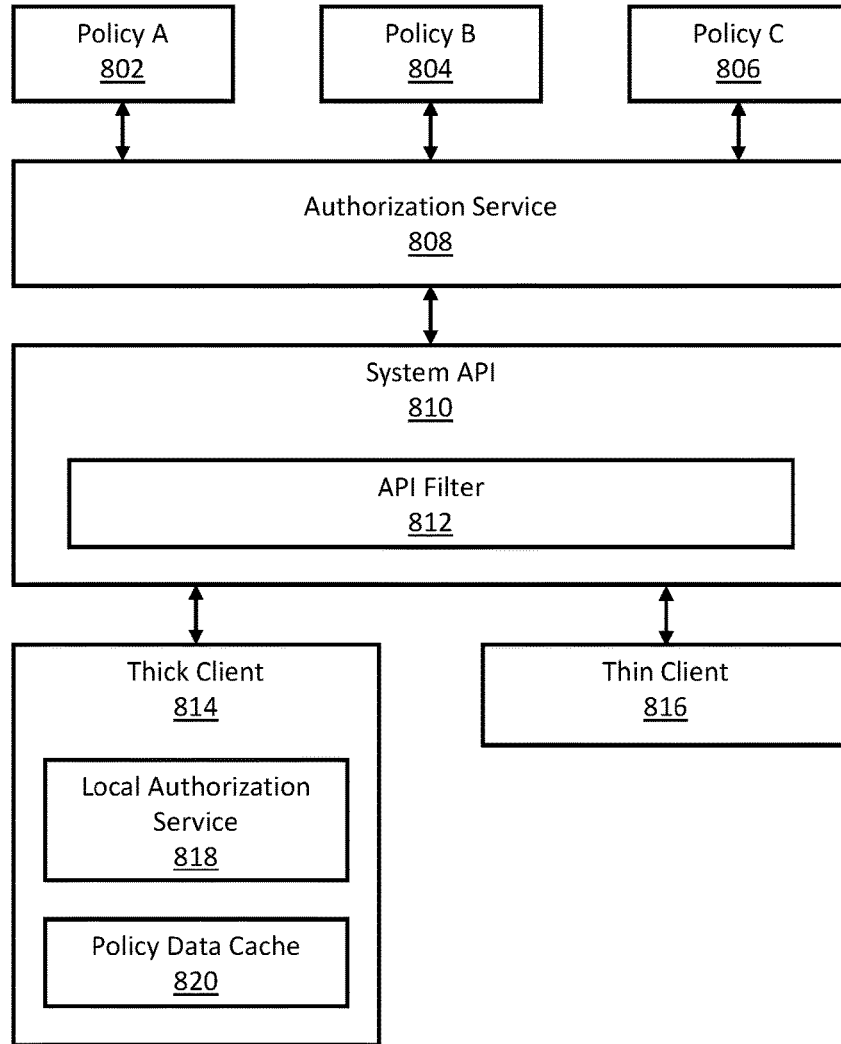 Policy A
802
Policy B
804
Policy C
806
Authorization Service
808
System API
810
API Filter
812
Thick Client
814
Thin Client
816
Local Authorization
Service
818
Policy Data Cache
820